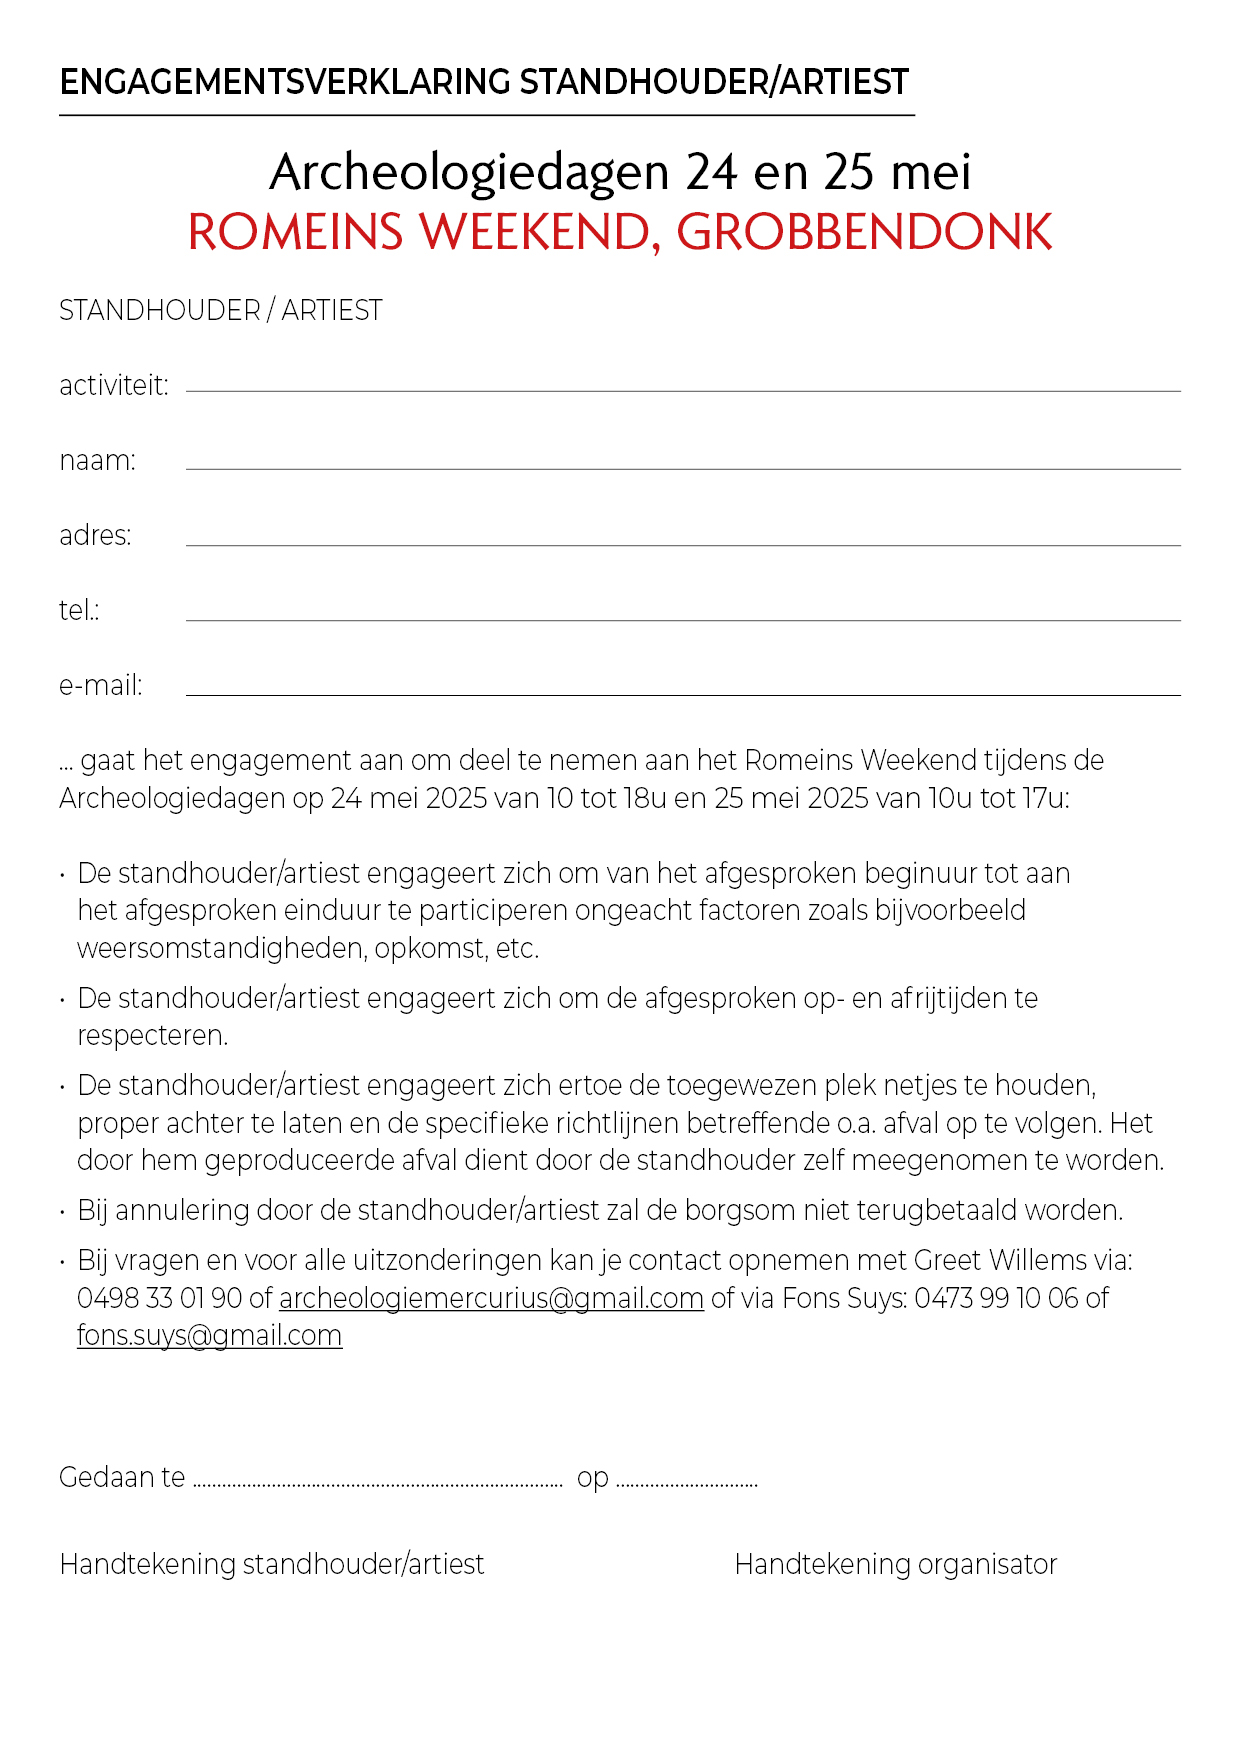 ENGAGEMENTSVERKLARING STANDHOUDER/ARTIEST
Archeologiedagen 24 en 25 mei
ROMEINS WEEKEND, GROBBENDONK
STANDHOUDER / ARTIEST
activiteit:
naam:
adres:
tel.:
e-mail:
... gaat het engagement aan om deel te nemen aan het Romeins Weekend tijdens de
Archeologiedagen op 24 mei 2025 van 10 tot 18u en 25 mei 2025 van 10u tot 17u:
• De standhouder/artiest engageert zich om van het afgesproken beginuur tot aan
het afgesproken einduur te participeren ongeacht factoren zoals bijvoorbeeld
weersomstandigheden, opkomst, etc.
• De standhouder/artiest engageert zich om de afgesproken op- en afrijtijden te
respecteren.
• De standhouder/artiest engageert zich ertoe de toegewezen plek netjes te houden,
proper achter te laten en de specifieke richtlijnen betreffende o.a. afval op te volgen. Het
door hem geproduceerde afval dient door de standhouder zelf meegenomen te worden.
• Bij annulering door de standhouder/artiest zal de borgsom niet terugbetaald worden.
• Bij vragen en voor alle uitzonderingen kan je contact opnemen met Greet Willems via:
0498 33 01 90 of archeologiemercurius@gmail.com of via Fons Suys: 0473 99 10 06 of
fons.suys@gmail.com
Gedaan te ........................................................................... op .............................
Handtekening standhouder/artiest Handtekening organisator